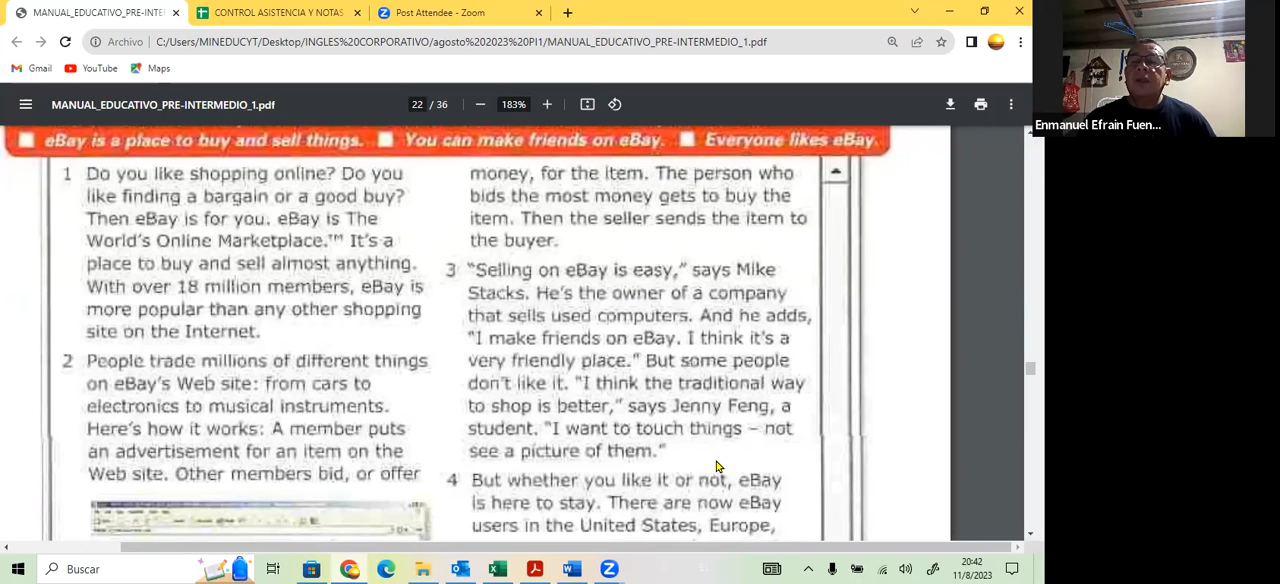 MANUAL_EDUCATIVO_PRE-INTERMED
CONTROL ASISTENCIA Y NOTAS
Post Attendee - Zoom
Archivo
C:/Users/MINEDUCYT/Desktop/INGLES%20CORPORATIVO/agosto%202023%20PI1/MANUAL_EDUCATIVO_PRE-INTERMEDIO_1.pdf
Gmail
YouTube
Maps
MANUAL_EDUCATIVO_PRE-INTERMEDIO_1.pdf
22 / 36
183%
Enmanuel Efrain Fuen...
eBay is a place to buy and sell things.
You can make friends on eBay.
Everyone likes eBay.
1 Do you like shopping online? Do you
like finding a bargain or a good buy?
Then eBay is for you. eBay is The
World's Online Marketplace.™ It's a
place to buy and sell almost anything.
With over 18 million members, eBay is
more popular than any other shopping
site on the Internet.
2 People trade millions of different things
on eBay's Web site: from cars to
electronics to musical instruments.
Here's how it works: A member puts
an advertisement for an item on the
Web site. Other members bid, or offer
money, for the item. The person who
bids the most money gets to buy the
item. Then the seller sends the item to
the buyer.
3 "Selling on eBay is easy," says Mike
Stacks. He's the owner of a company
that sells used computers. And he adds,
"I make friends on eBay. I think it's a
very friendly place." But some people
don't like it. "I think the traditional way
to shop is better," says Jenny Feng, a
student. "I want to touch things – not
see a picture of them."
4 But whether you like it or not, eBay
is here to stay. There are now eBay
users in the United States, Europe,
Buscar
20:42
11/8/2023